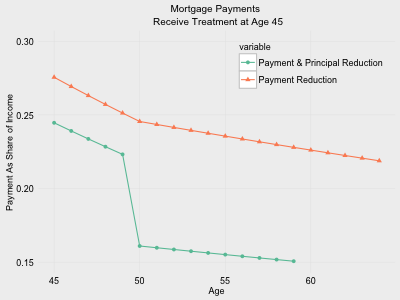 Mortgage Payments
Receive Treatment at Age 45
variable
Payment & Principal Reduction
Payment Reduction
Payment As Share of Income
0.30
0.25
0.20
0.15
45
50
55
60
Age